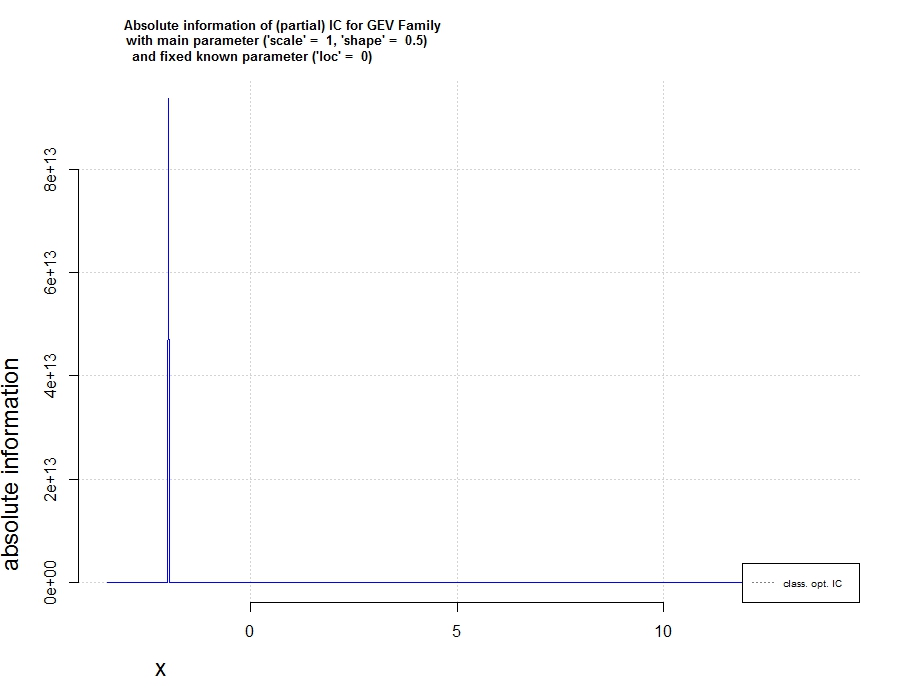 Absolute information of (partial) IC for GEV Family
with main parameter ('scale' =  1, 'shape' =  0.5)
and fixed known parameter ('loc' =  0)
absolute information
8e+13
6e+13
4e+13
2e+13
0e+00
class. opt. IC
0
5
10
x